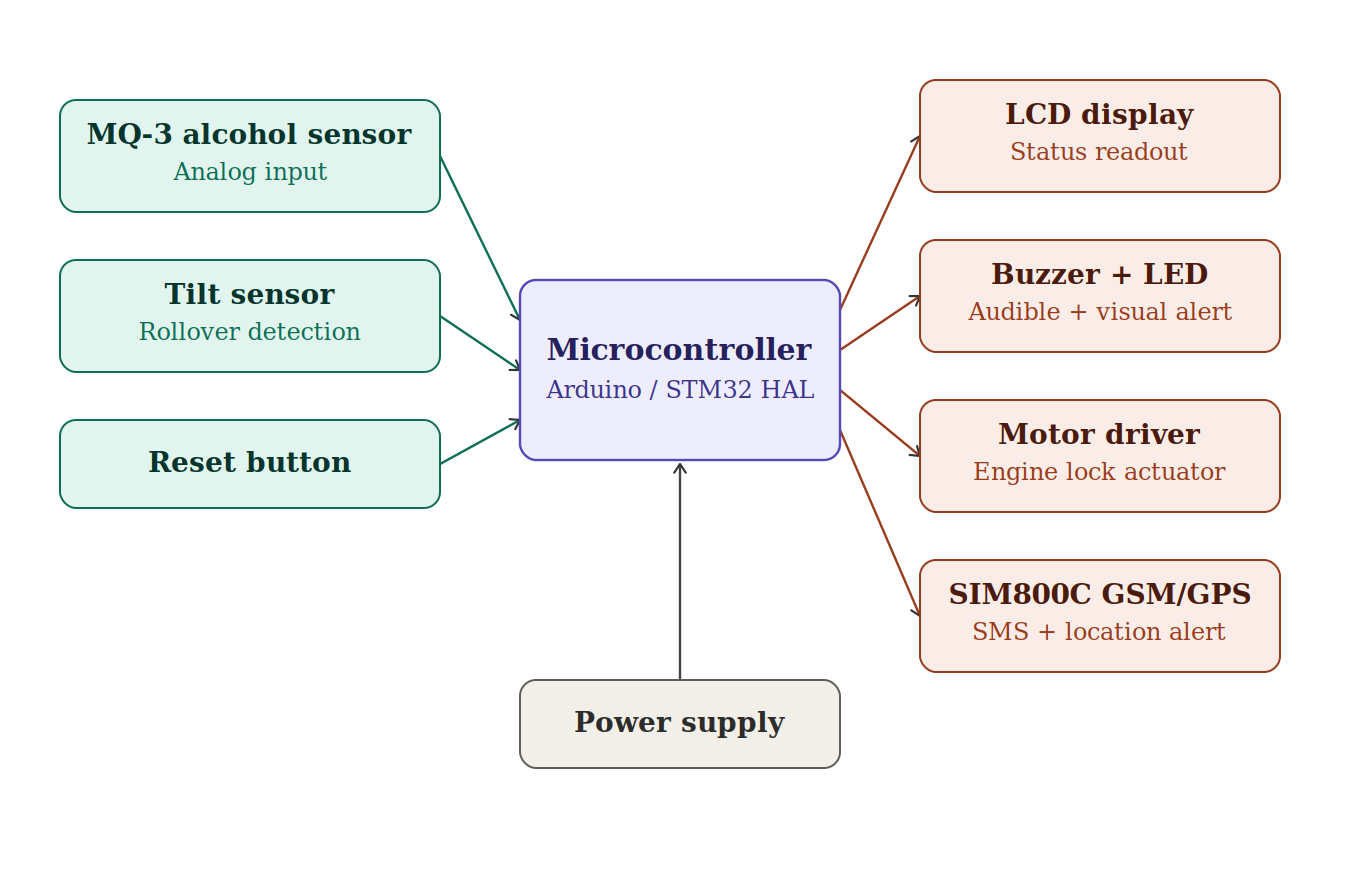 MQ-3 alcohol sensor
Analog input
Tilt sensor
Rollover detection
Reset button
Microcontroller
Arduino / STM32 HAL
Power supply
LCD display
Status readout
Buzzer + LED
Audible + visual alert
Motor driver
Engine lock actuator
SIM800C GSM/GPS
SMS + location alert